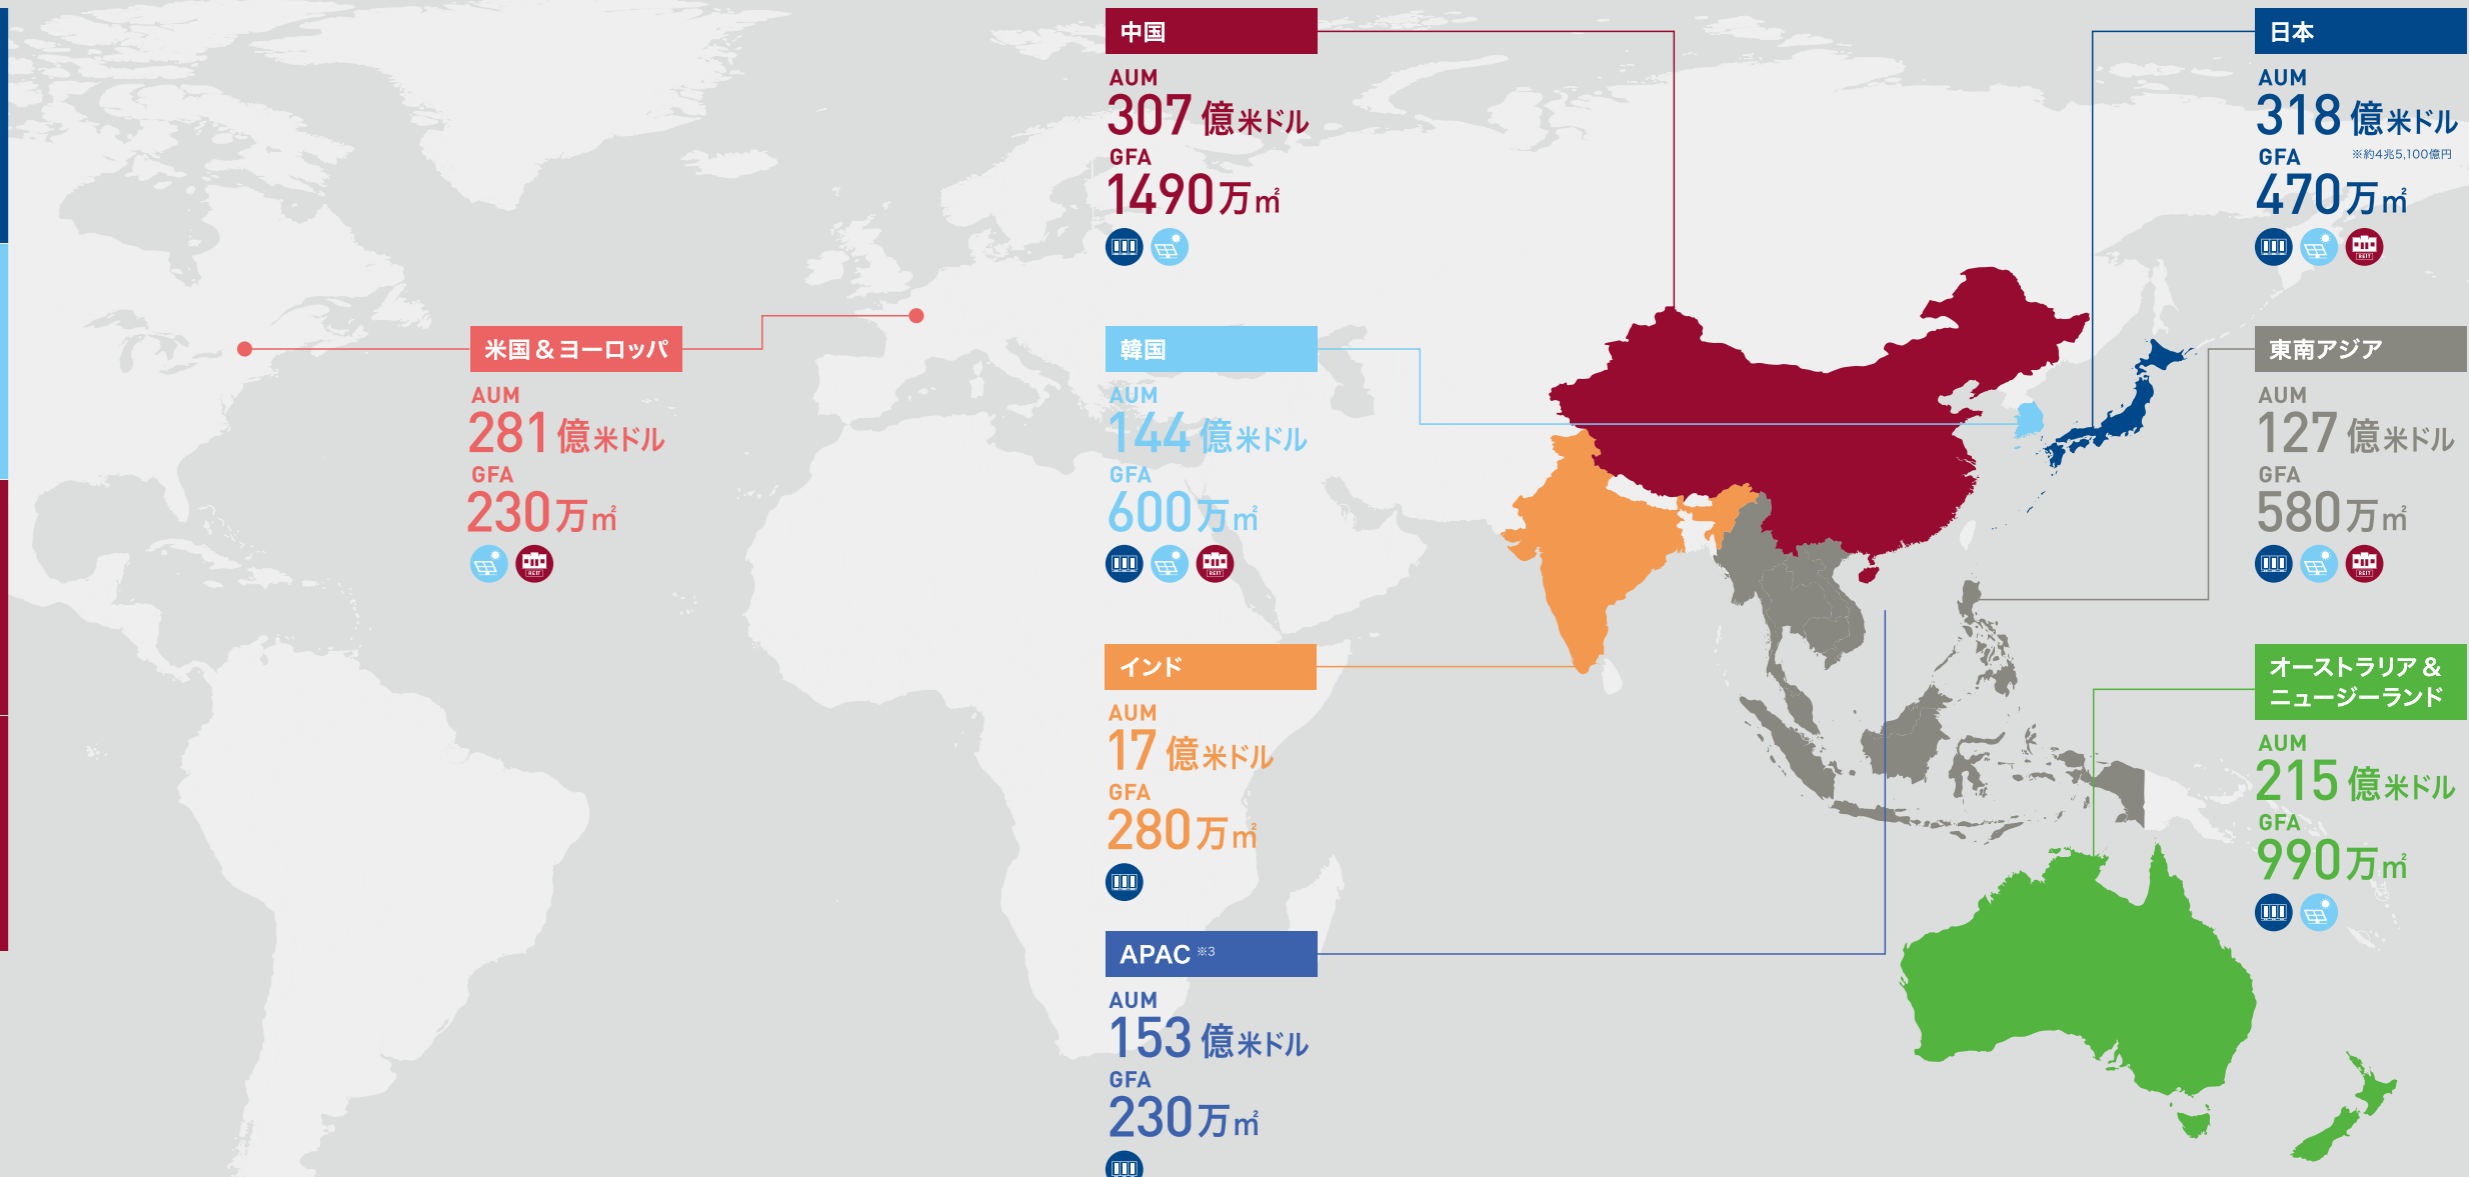 中国
AUM
307 億米ドル
GFA
1490万㎡
日本
AUM
318 億米ドル
※約4兆5,100億円
GFA
470万㎡
REIT
米国＆ヨーロッパ
AUM
281 億米ドル
GFA
230万㎡
REIT
韓国
AUM
144 億米ドル
GFA
600万㎡
REIT
東南アジア
AUM
127 億米ドル
GFA
580万㎡
REIT
インド
AUM
17 億米ドル
GFA
280万㎡
オーストラリア＆
ニュージーランド
AUM
215 億米ドル
GFA
990万㎡
APAC ※3
AUM
153 億米ドル
GFA
230万㎡